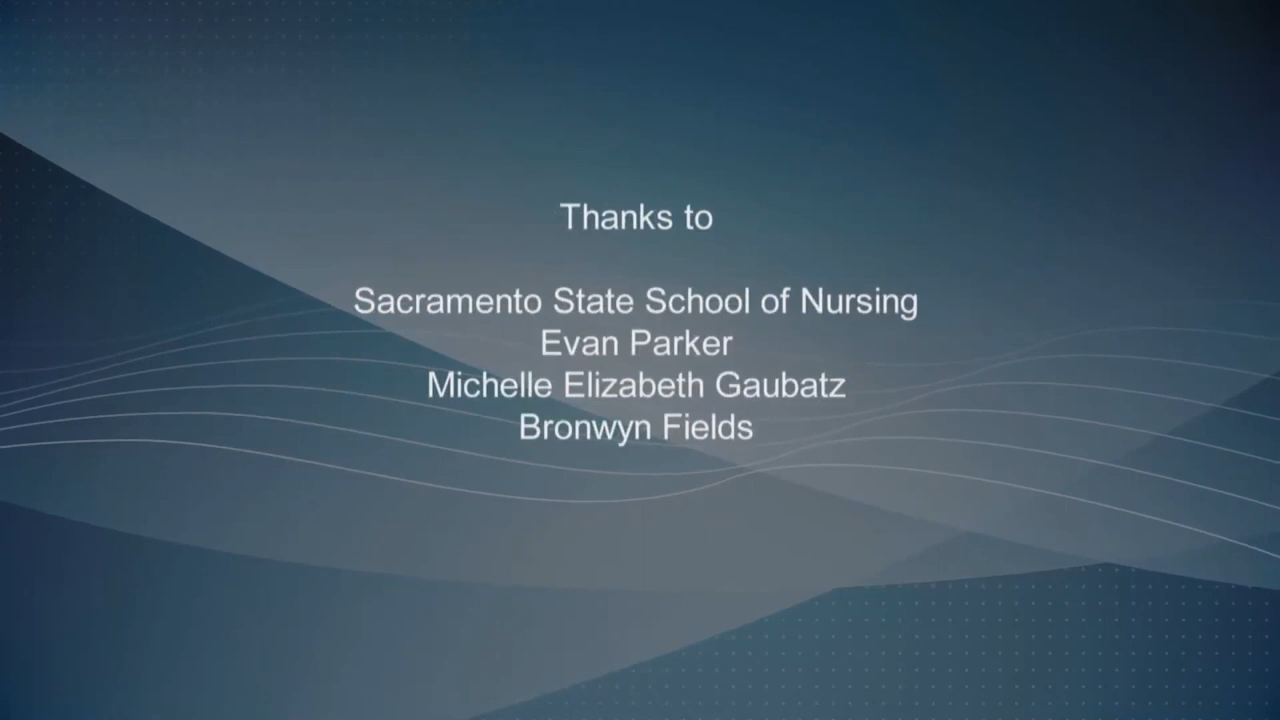 Thanks to
Sacramento State School of Nursing
Evan Parker
Michelle Elizabeth Gaubatz
Bronwyn Fields